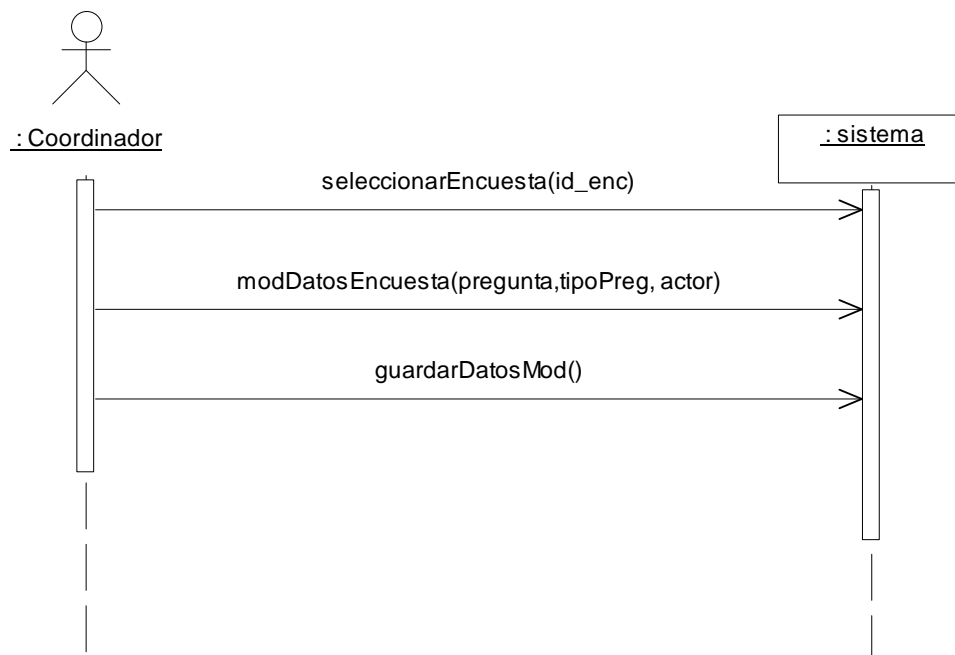 : Coordinador
: sistema
seleccionarEncuesta(id_enc)
modDatosEncuesta(pregunta,tipoPreg, actor)
guardarDatosMod()